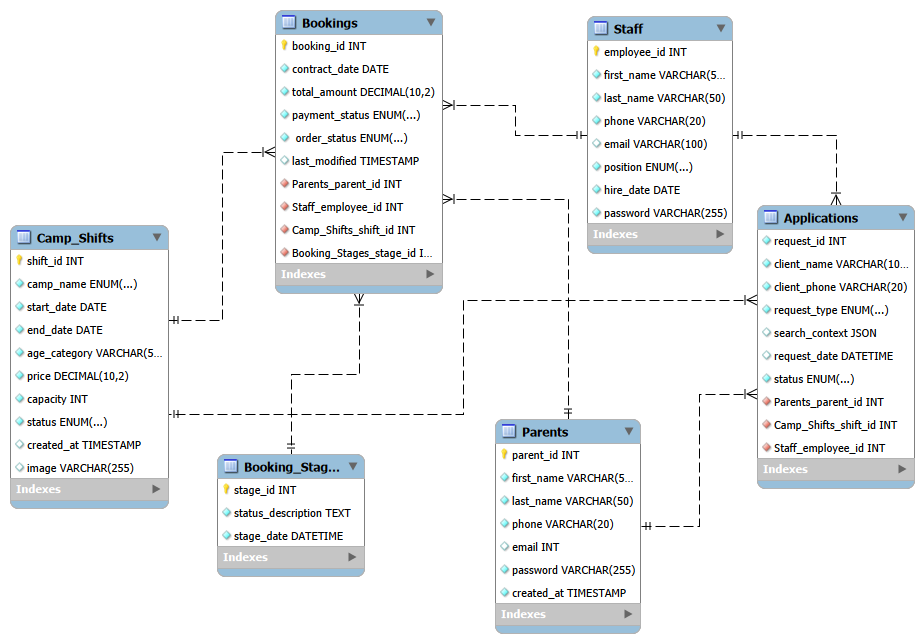 Bookings
booking_id INT
contract_date DATE
total_amount DECIMAL(10,2)
payment_status ENUM(...)
order_status ENUM(...)
last_modified TIMESTAMP
Parents_parent_id INT
Staff_employee_id INT
Camp_Shifts_shift_id INT
Booking_Stages_stage_id I...
Indexes
Staff
employee_id INT
first_name VARCHAR(5...
last_name VARCHAR(50)
phone VARCHAR(20)
email VARCHAR(100)
position ENUM(...)
hire_date DATE
password VARCHAR(255)
Indexes
Camp_Shifts
shift_id INT
camp_name ENUM(...)
start_date DATE
end_date DATE
age_category VARCHAR(5...
price DECIMAL(10,2)
capacity INT
status ENUM(...)
created_at TIMESTAMP
image VARCHAR(255)
Indexes
Applications
request_id INT
client_name VARCHAR(10...
client_phone VARCHAR(20)
request_type ENUM(...)
search_context JSON
request_date DATETIME
status ENUM(...)
Parents_parent_id INT
Camp_Shifts_shift_id INT
Staff_employee_id INT
Indexes
Booking_Stag...
stage_id INT
status_description TEXT
stage_date DATETIME
Indexes
Parents
parent_id INT
first_name VARCHAR(5...
last_name VARCHAR(50)
phone VARCHAR(20)
email INT
password VARCHAR(255)
created_at TIMESTAMP
Indexes